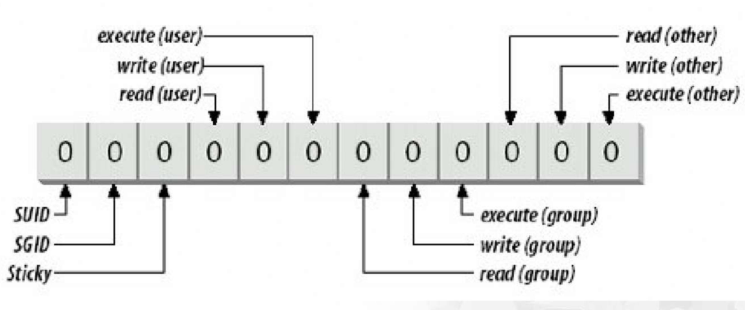 execute (user) read (other)
write (user) write (other)
read (user) execute (other)
0 0 0 0 0 0 0 0 0 0 0 0
SUID execute (group)
SGID write (group)
Sticky read (group)